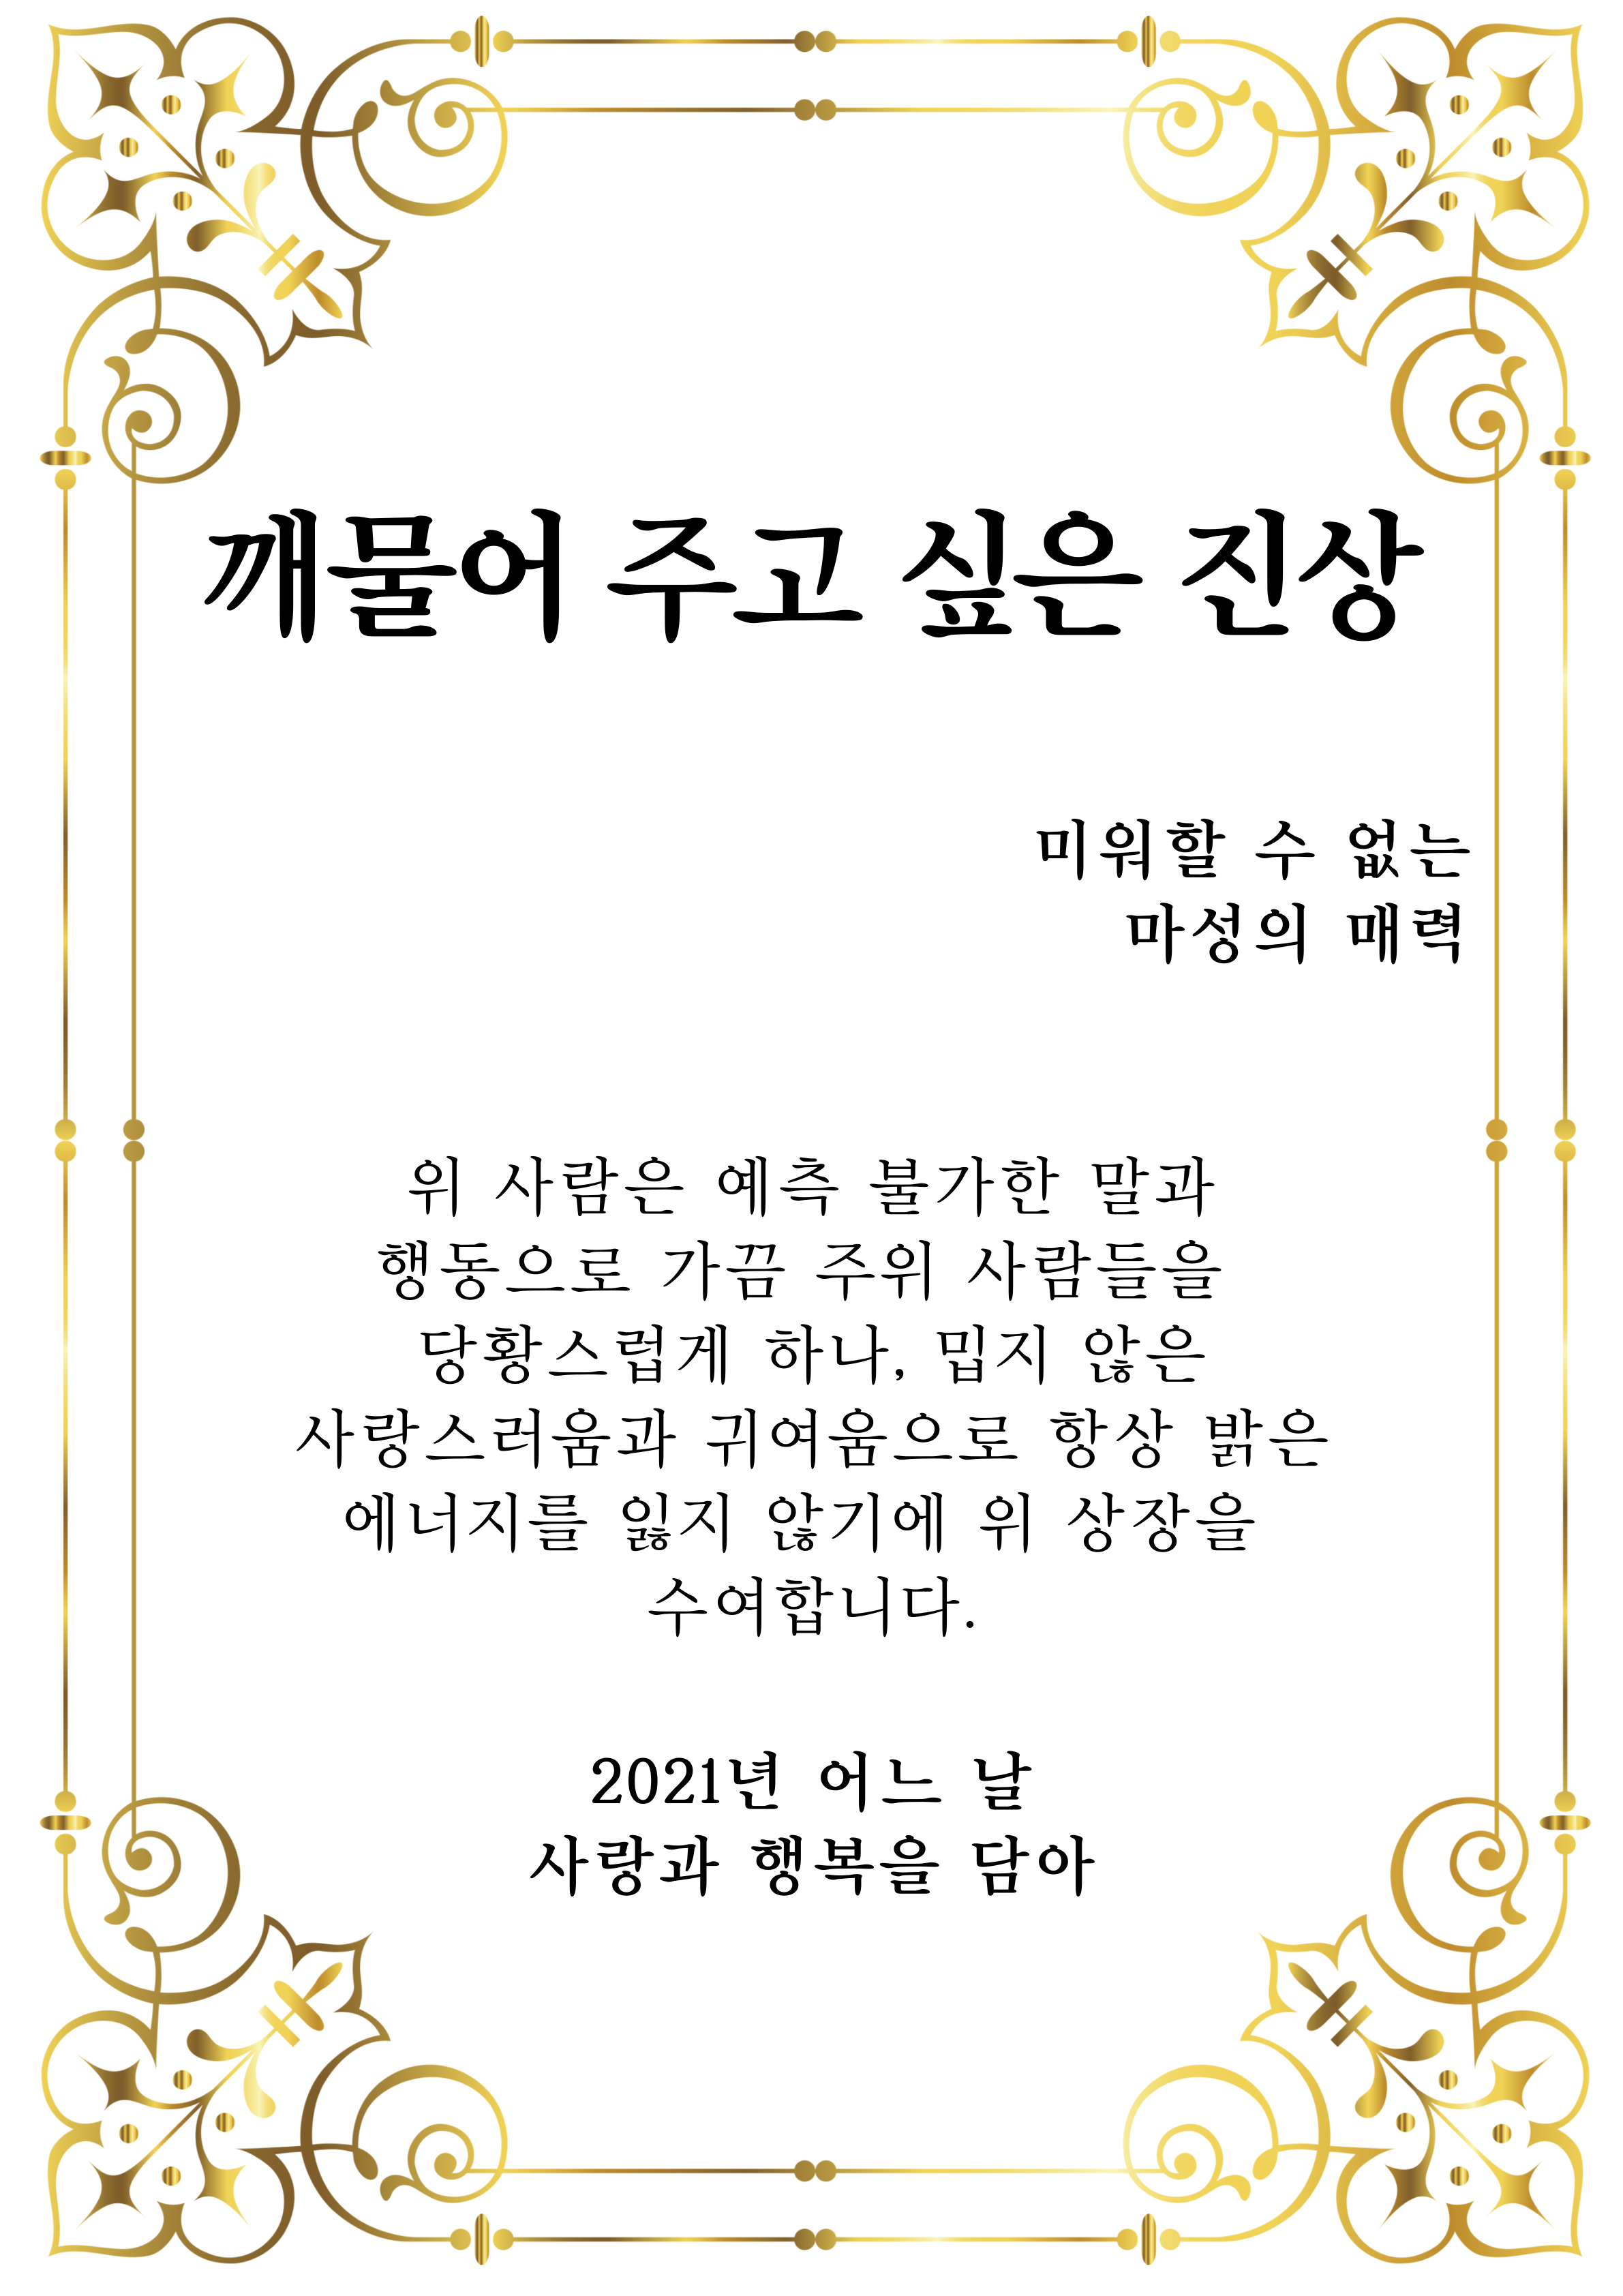 깨물어 주고 싶은 진상
미워할 수 없는
마성의 매력
위 사람은 예측 불가한 말과
행동으로 가끔 주위 사람들을
당황스럽게 하나, 밉지 않은
사랑스러움과 귀여움으로 항상 밝은
에너지를 잃지 않기에 위 상장을
수여합니다.
2021년 어느 날
사랑과 행복을 담아